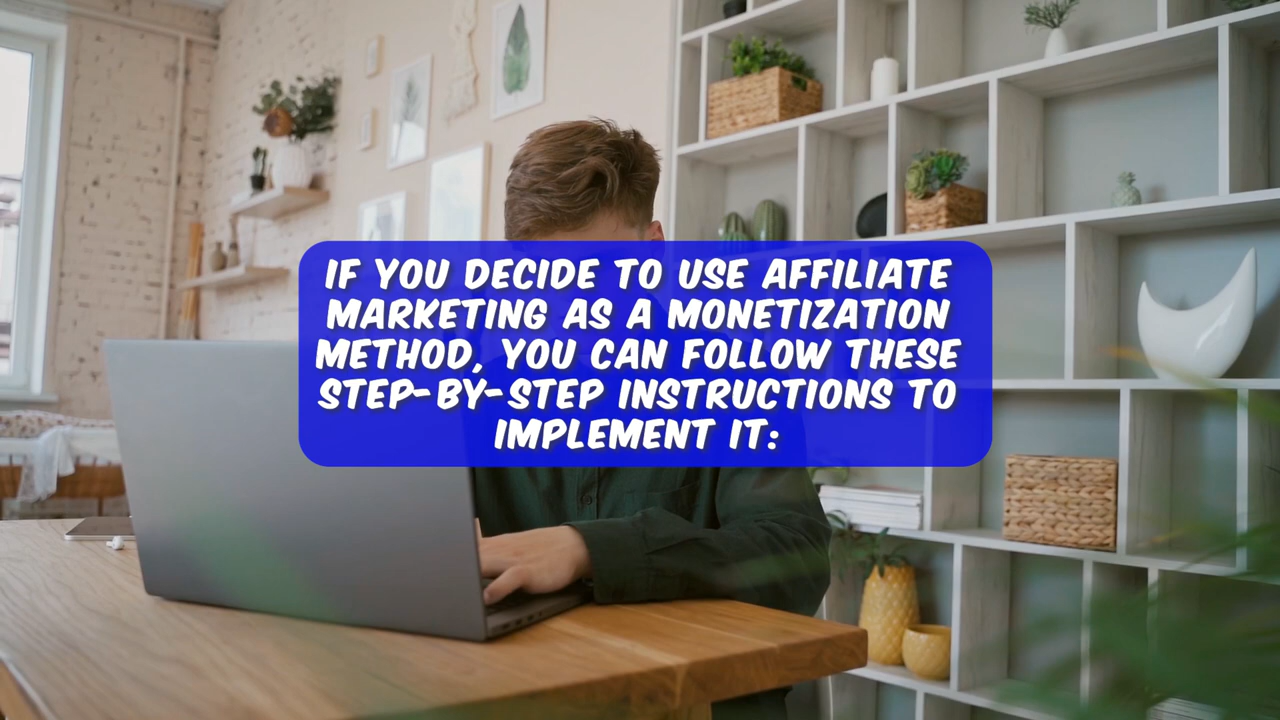 IF YOU DECIDE TO USE AFFILIATE
MARKETING AS A MONETIZATION
METHOD, YOU CAN FOLLOW THESE
STEP-BY-STEP INSTRUCTIONS TO
IMPLEMENT IT: